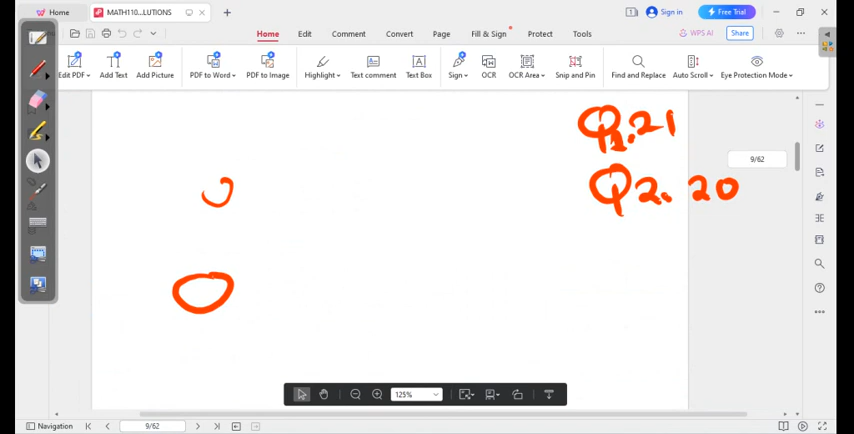 Home
MATH110...LUTIONS
Sign in
Free Trial
Home Edit Comment Convert Page Fill & Sign Protect Tools
WPS AI
Share
Edit PDF
Add Text
Add Picture
PDF to Word
PDF to Image
Highlight
Text comment
Text Box
Sign
OCR
OCR Area
Snip and Pin
Find and Replace
Auto Scroll
Eye Protection Mode
Q1.21
9/62
Q2.20
125%
Navigation
9/62